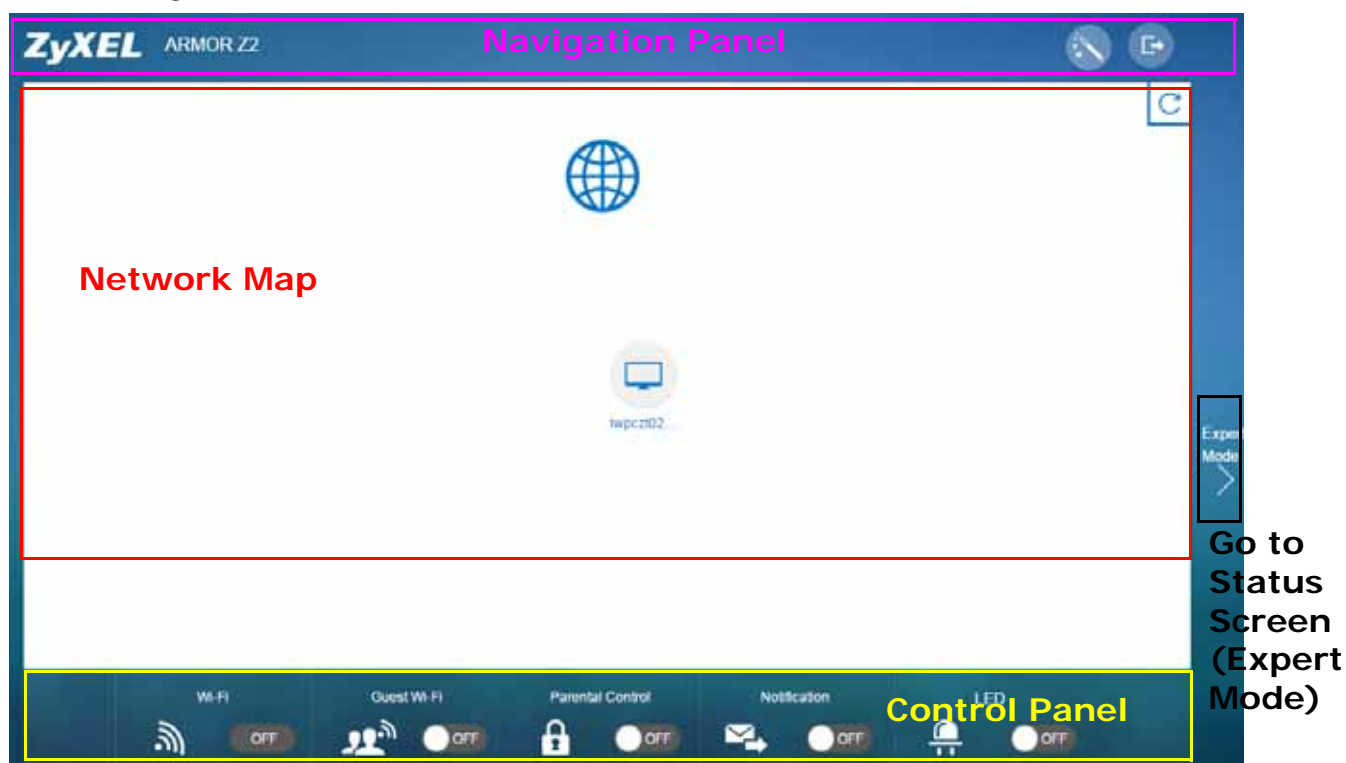 ZyXEL ARMOR Z2
Navigation Panel
Network Map
Expert
Mode
Go to
Status
Screen
(Expert
Mode)
Wi-Fi
OFF
Guest Wi-Fi
OFF
Parental Control
OFF
Notification
OFF
LED
OFF
Control Panel